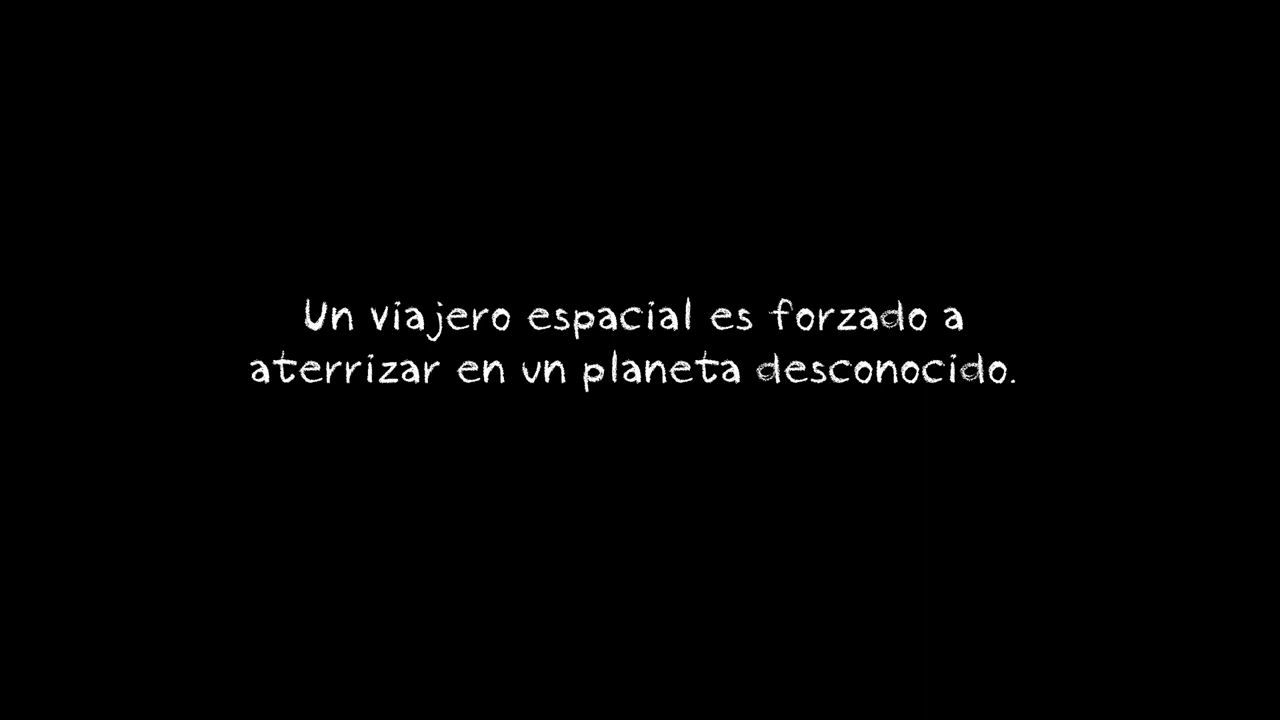 Un viajero espacial es forzado a
aterrizar en un planeta desconocido.